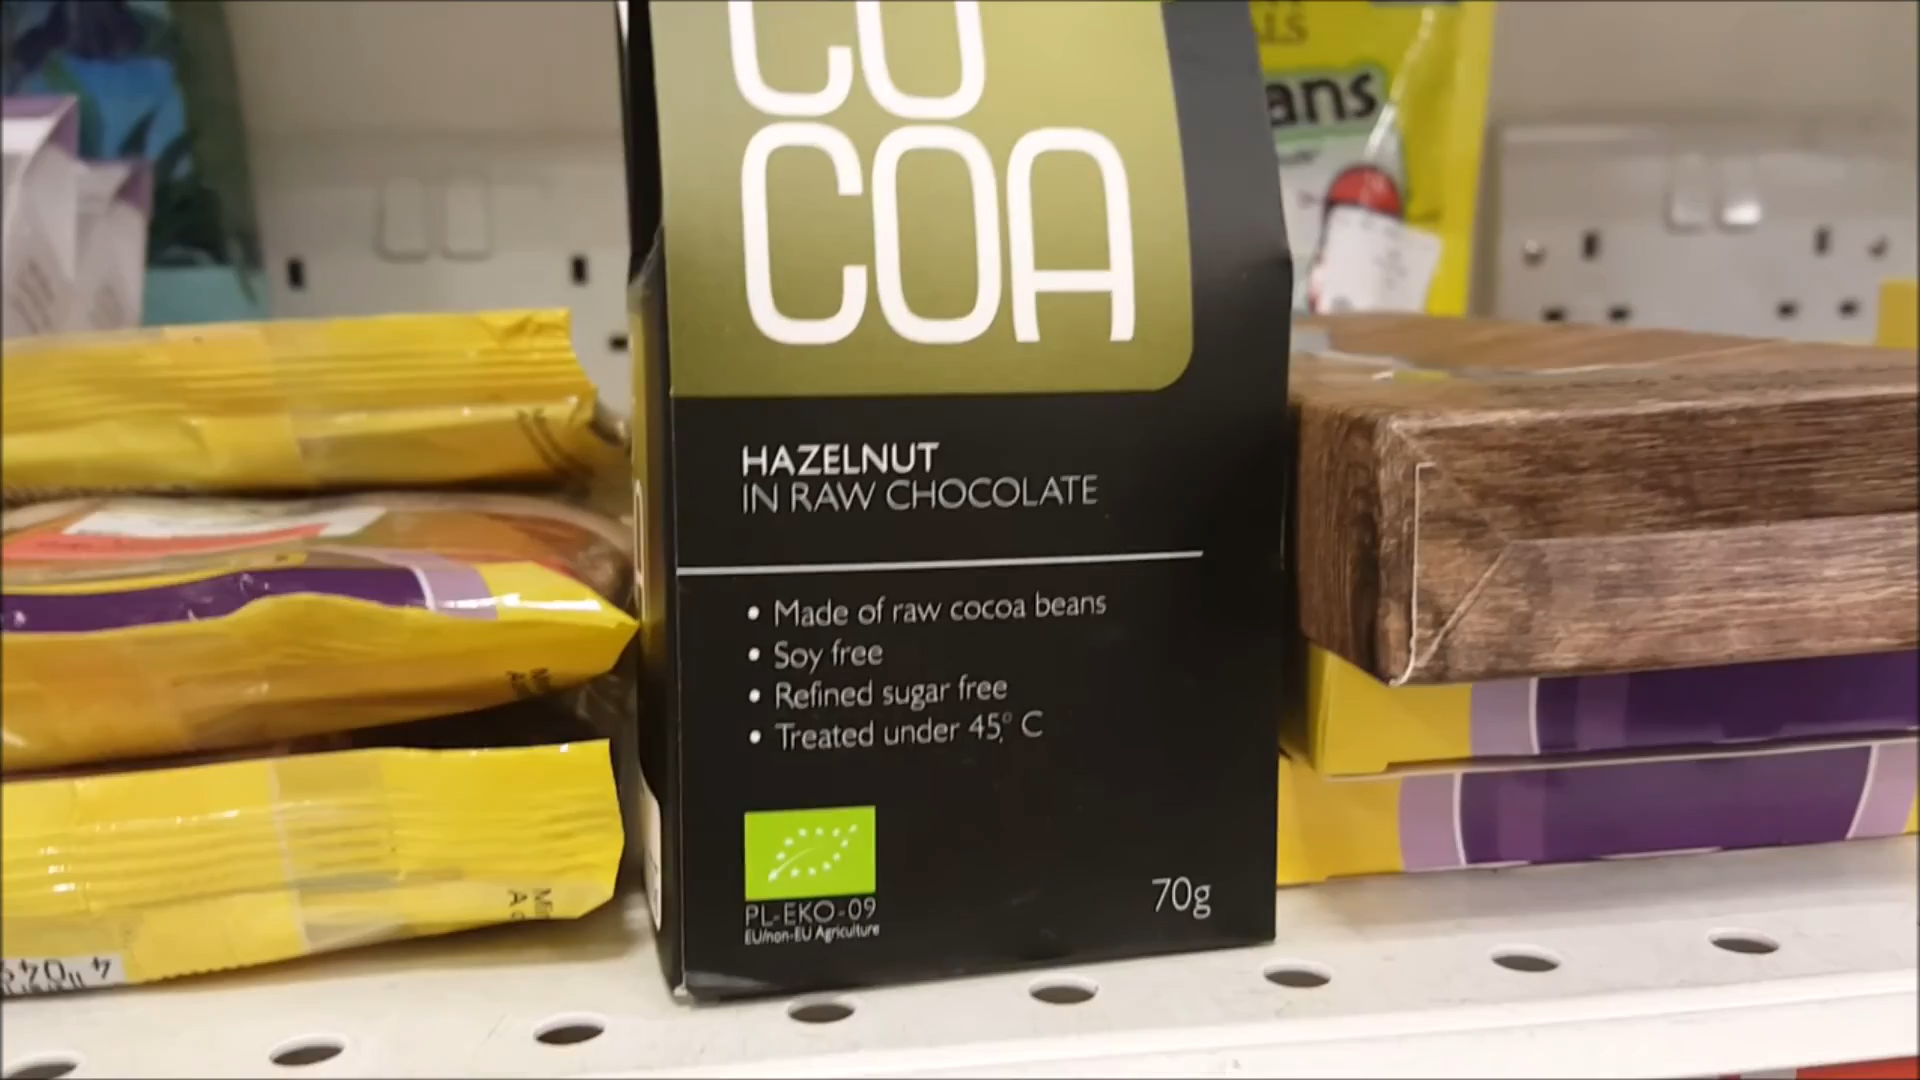 CO
COA
HAZELNUT
IN RAW CHOCOLATE
• Made of raw cocoa beans
• Soy free
• Refined sugar free
• Treated under 45° C
PL-EKO-09
EU/non-EU Agriculture
70g
ans